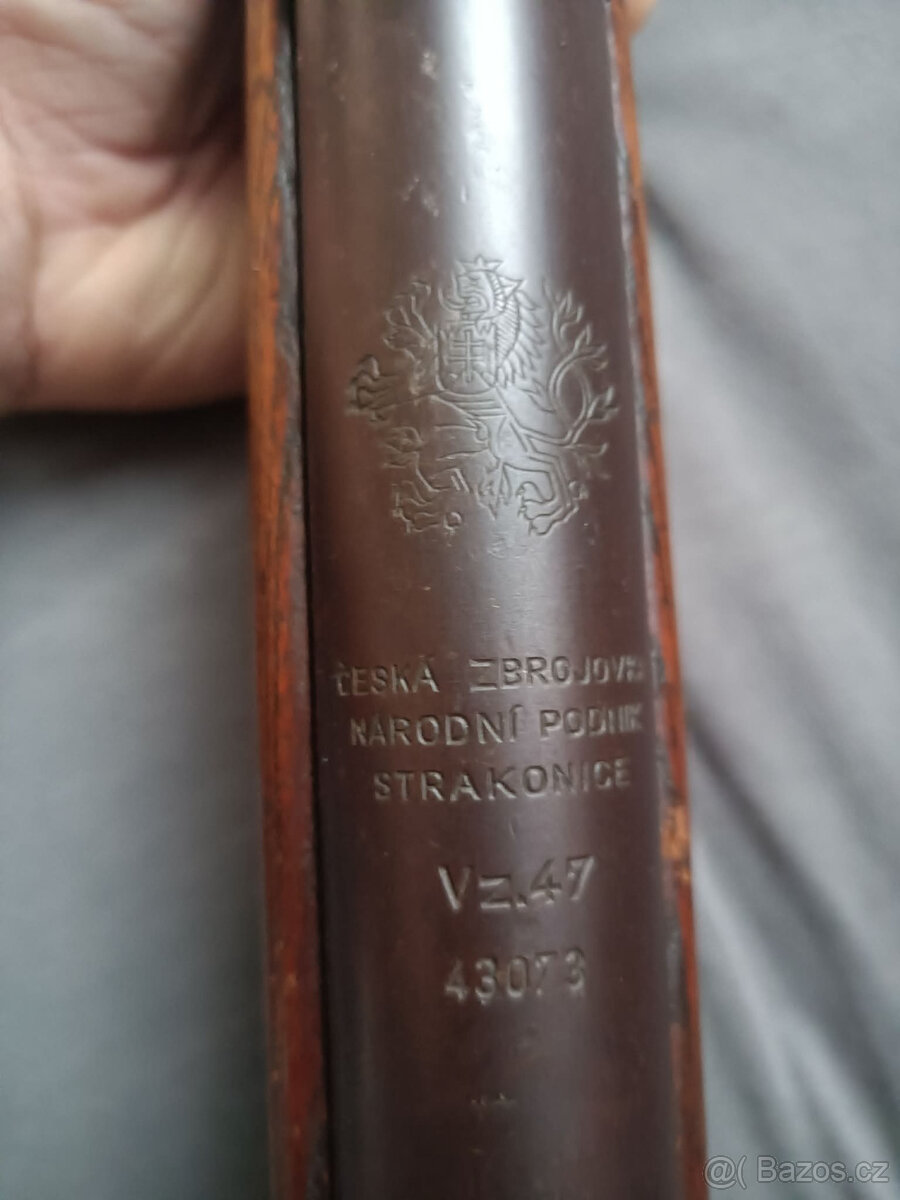 ČESKÁ ZBROJOVKA
NÁRODNÍ PODNIK
STRAKONICE
Vz.47
43073
@( Bazos.cz